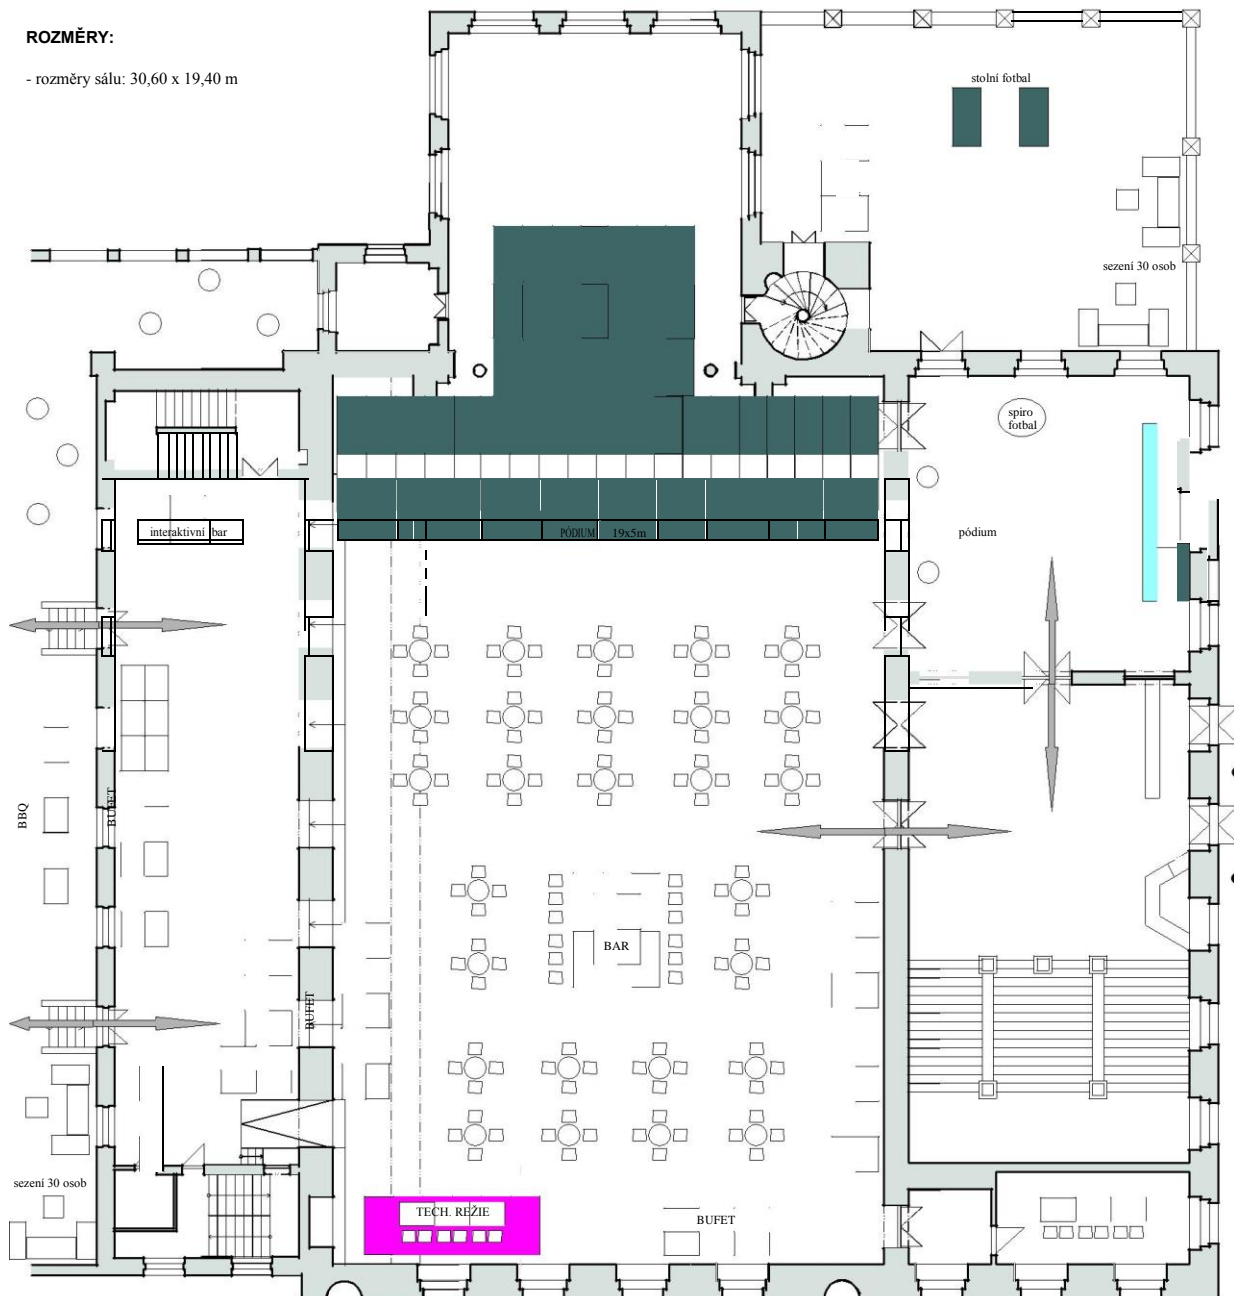 ROZMĚRY:
- rozměry sálu: 30,60 x 19,40 m
stolní fotbal
sezení 30 osob
spiro
fotbal
interaktivní bar
PÓDIUM 19x5m
pódium
BBQ
BUFET
BAR
BUFET
sezení 30 osob
TECH. REŽIE
BUFET